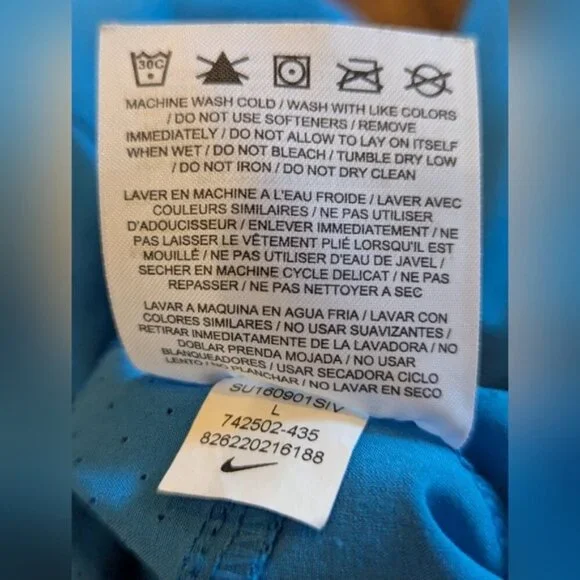 30C
MACHINE WASH COLD / WASH WITH LIKE COLORS
/ DO NOT USE SOFTENERS / REMOVE
IMMEDIATELY / DO NOT ALLOW TO LAY ON ITSELF
WHEN WET / DO NOT BLEACH / TUMBLE DRY LOW
/ DO NOT IRON / DO NOT DRY CLEAN
LAVER EN MACHINE A L'EAU FROIDE / LAVER AVEC
COULEURS SIMILAIRES / NE PAS UTILISER
D'ADOUCISSEUR / ENLEVER IMMEDIATEMENT / NE
PAS LAISSER LE VÊTEMENT PLIÉ LORSQU'IL EST
MOUILLÉ / NE PAS UTILISER D'EAU DE JAVEL /
SECHER EN MACHINE CYCLE DELICAT / NE PAS
REPASSER / NE PAS NETTOYER A SEC
LAVAR A MAQUINA EN AGUA FRIA / LAVAR CON
COLORES SIMILARES / NO USAR SUAVIZANTES /
RETIRAR INMEDIATAMENTE DE LA LAVADORA / NO
DOBLAR PRENDA MOJADA / NO USAR
BLANQUEADORES / USAR SECADORA CICLO
LENTO / NO PLANCHAR / NO LAVAR EN SECO
SU160901SIV
L
742502-435
826220216188